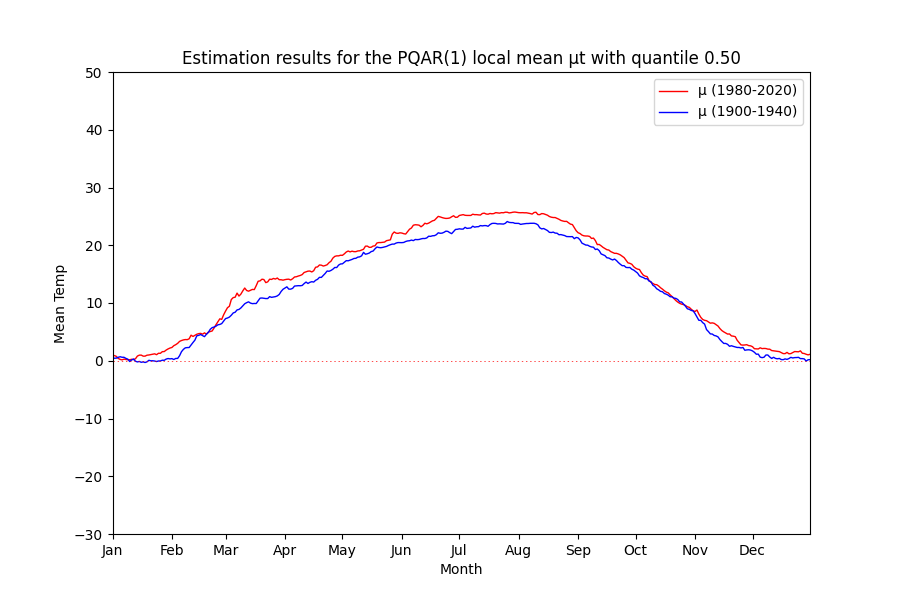 Estimation results for the PQAR(1) local mean μt with quantile 0.50
μ (1980-2020)
μ (1900-1940)
50
40
30
20
10
0
−10
−20
−30
Mean Temp
Jan Feb Mar Apr May Jun Jul Aug Sep Oct Nov Dec
Month